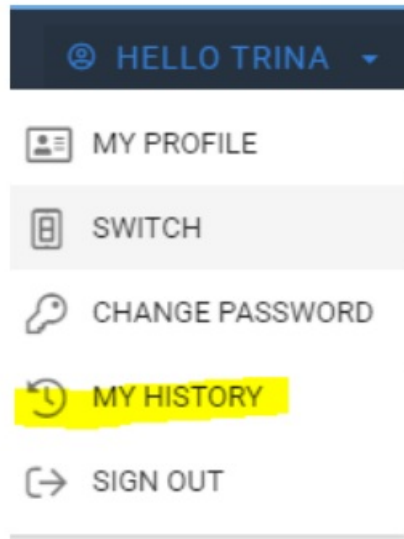 HELLO TRINA
MY PROFILE
SWITCH
CHANGE PASSWORD
MY HISTORY
SIGN OUT